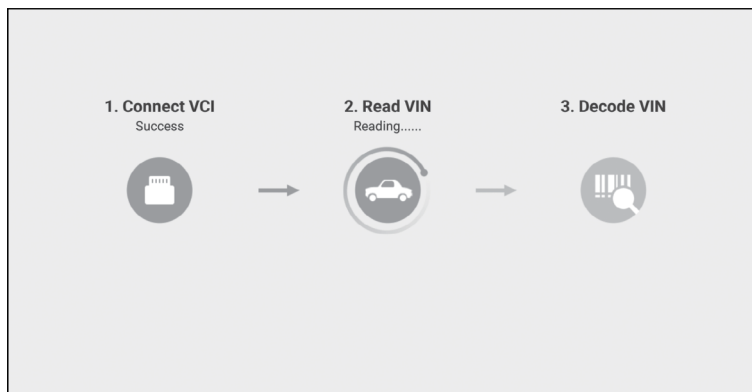 1. Connect VCI
Success
2. Read VIN
Reading......
3. Decode VIN